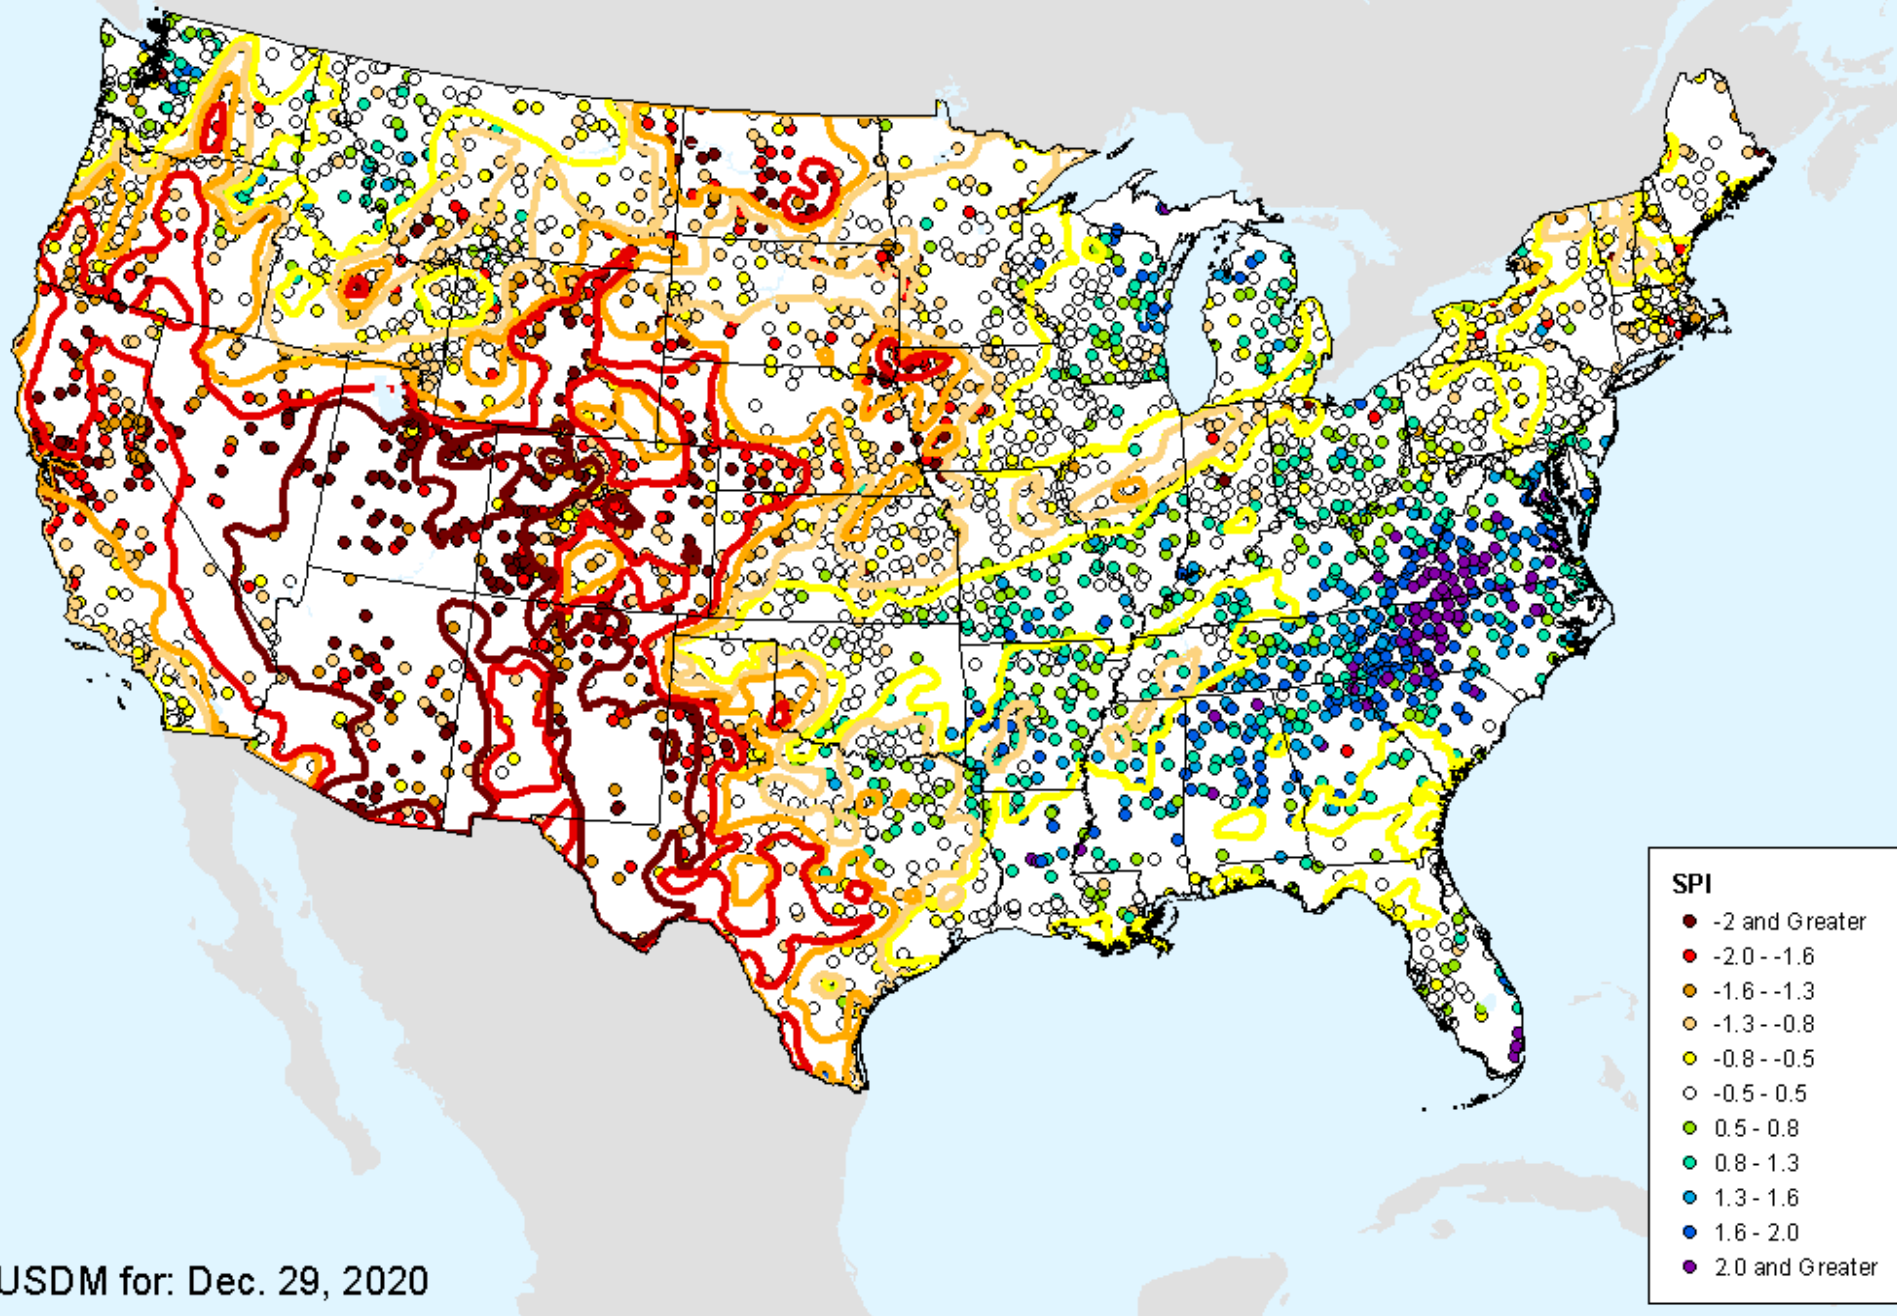 SPI
-2 and Greater
-2.0 - -1.6
-1.6 - -1.3
-1.3 - -0.8
-0.8 - -0.5
-0.5 - 0.5
0.5 - 0.8
0.8 - 1.3
1.3 - 1.6
1.6 - 2.0
2.0 and Greater
USDM for: Dec. 29, 2020